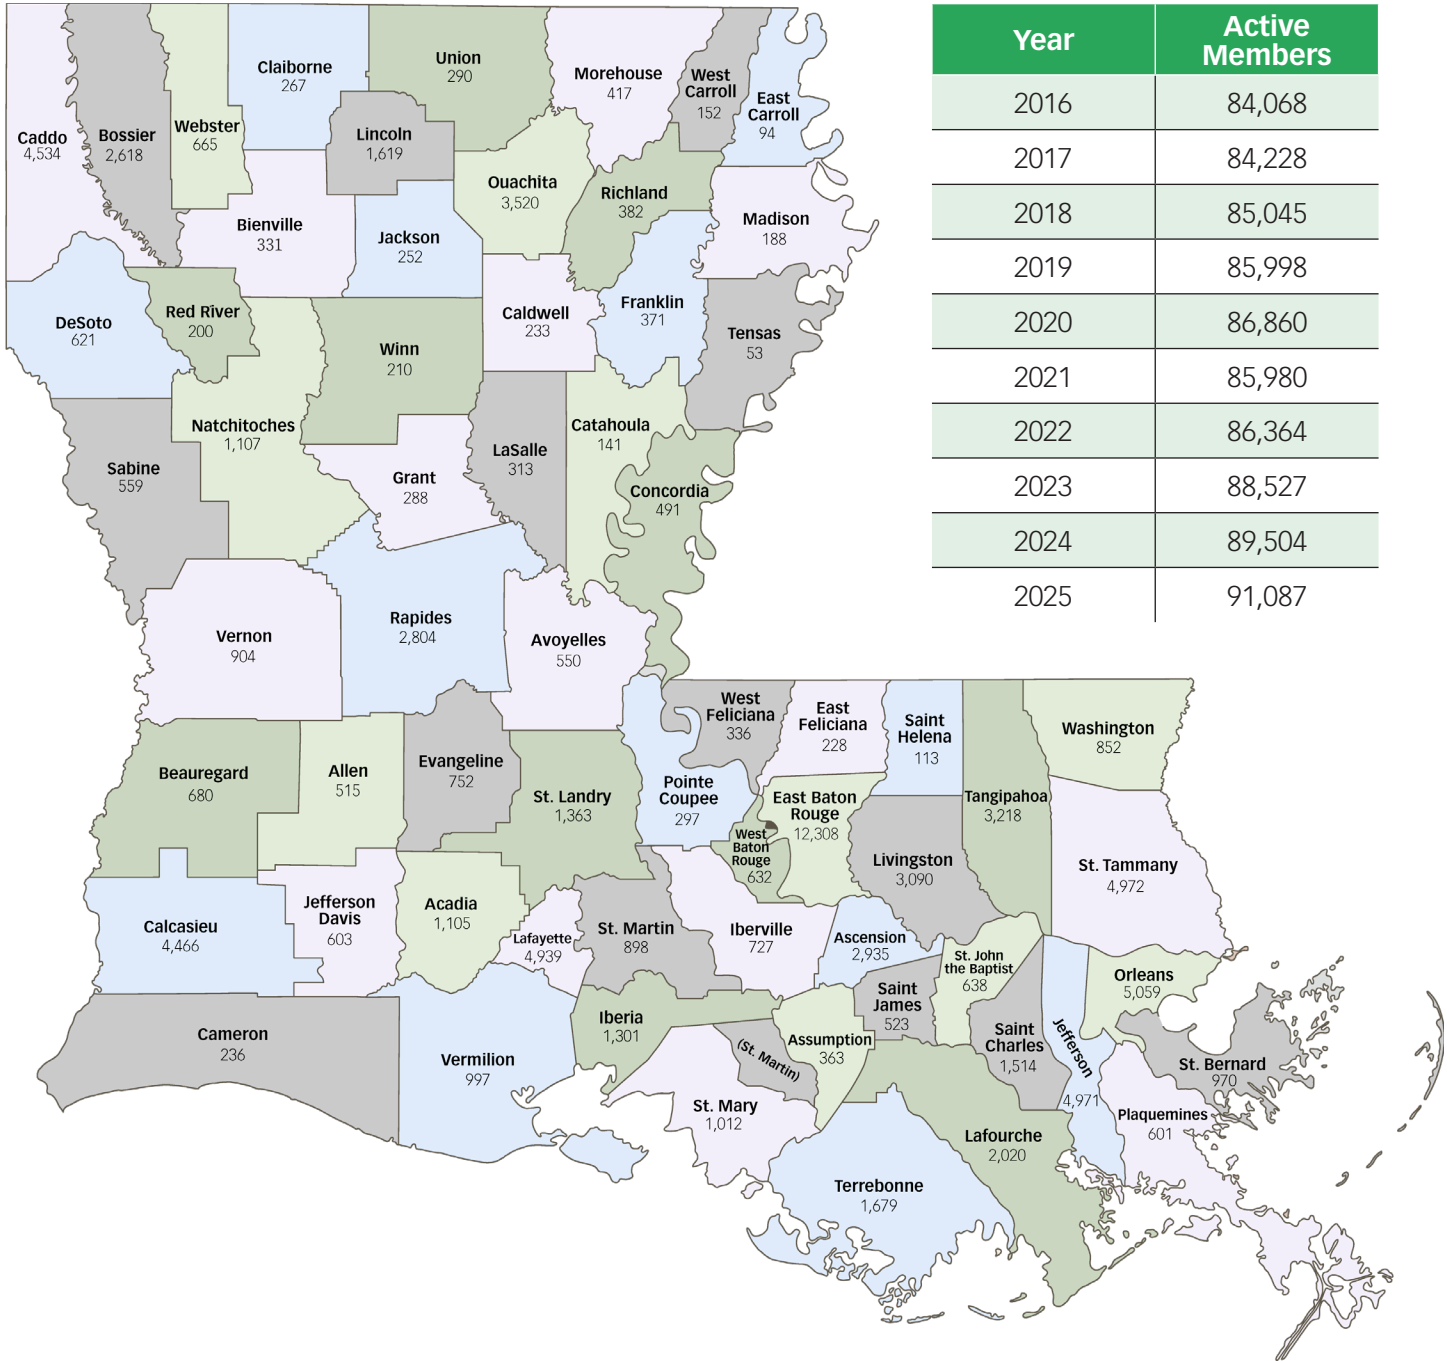 Year Active
Members
2016 84,068
2017 84,228
2018 85,045
2019 85,998
2020 86,860
2021 85,980
2022 86,364
2023 88,527
2024 89,504
2025 91,087
Caddo
4,534
Bossier
2,618
Webster
665
Claiborne
267
Union
290
Lincoln
1,619
Morehouse
417
West
Carroll
152
East
Carroll
94
Ouachita
3,520
Richland
382
Madison
188
Bienville
331
Jackson
252
DeSoto
621
Red River
200
Winn
210
Caldwell
233
Franklin
371
Tensas
53
Natchitoches
1,107
Sabine
559
Grant
288
LaSalle
313
Catahoula
141
Concordia
491
Vernon
904
Rapides
2,804
Avoyelles
550
Beauregard
680
Allen
515
Evangeline
752
St. Landry
1,363
Pointe
Coupee
297
West
Feliciana
336
East
Feliciana
228
Saint
Helena
113
Tangipahoa
3,218
Washington
852
East Baton
Rouge
12,308
West
Baton
Rouge
632
Livingston
3,090
St. Tammany
4,972
Calcasieu
4,466
Jefferson
Davis
603
Acadia
1,105
Lafayette
4,939
St. Martin
898
Iberville
727
Ascension
2,935
St. John
the Baptist
638
Orleans
5,059
Cameron
236
Vermilion
997
Iberia
1,301
(St. Martin)
St. Mary
1,012
Assumption
363
Saint
James
523
Saint
Charles
1,514
Jefferson
4,971
St. Bernard
970
Plaquemines
601
Lafourche
2,020
Terrebonne
1,679